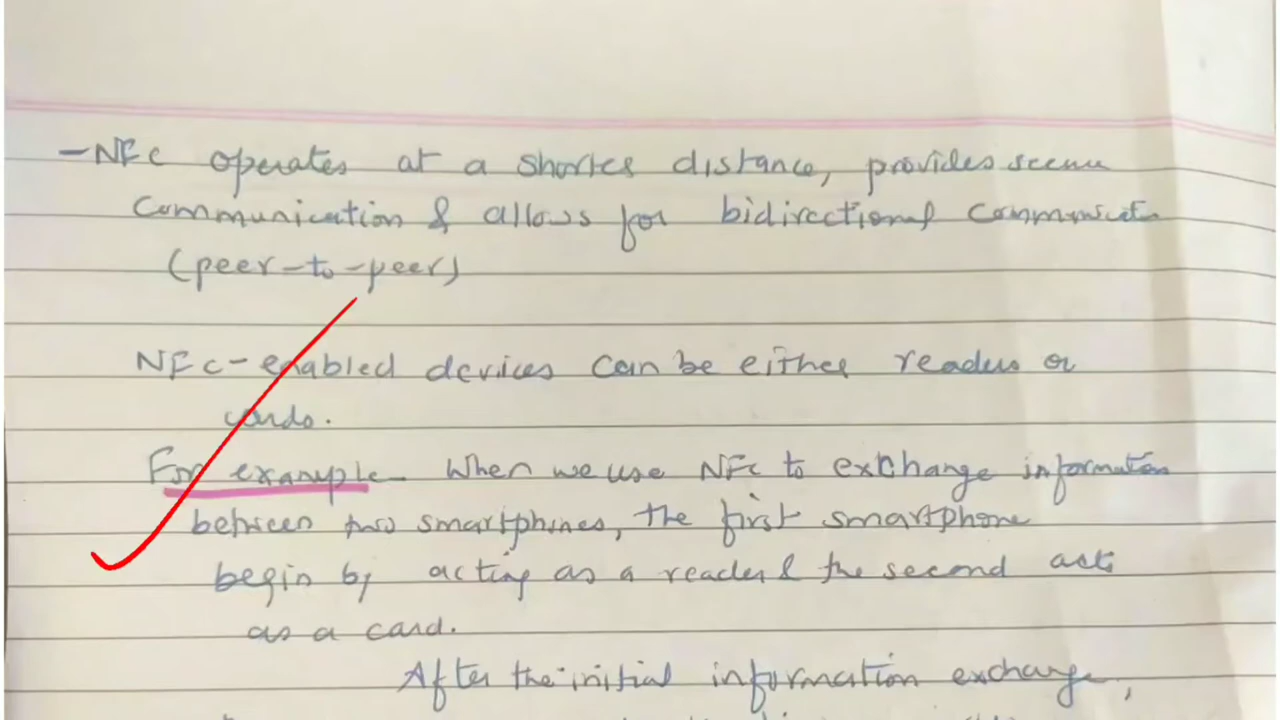 - NFC operates at a shorter distance, provides secure
communication & allows for bidirectional communicatn
(peer-to-peer)
NFC-enabled devices can be either readers or
cards.
For example - When we use NFC to exchange information
between two smartphones, the first smartphone
begin by acting as a reader & the second acts
as a card.
After the initial information exchange,